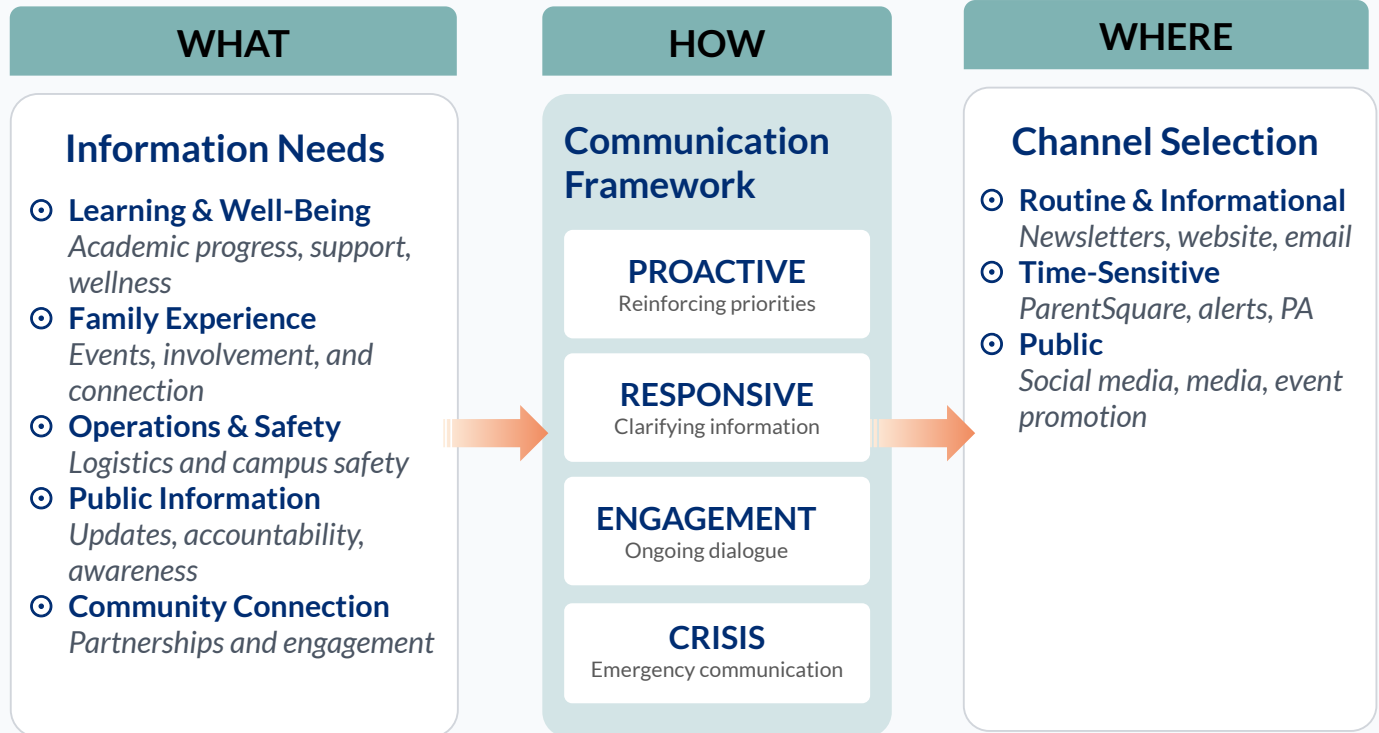 WHAT
Information Needs
Learning & Well-Being
Academic progress, support,
wellness
Family Experience
Events, involvement, and
connection
Operations & Safety
Logistics and campus safety
Public Information
Updates, accountability,
awareness
Community Connection
Partnerships and engagement
HOW
Communication
Framework
PROACTIVE
Reinforcing priorities
RESPONSIVE
Clarifying information
ENGAGEMENT
Ongoing dialogue
CRISIS
Emergency communication
WHERE
Channel Selection
Routine & Informational
Newsletters, website, email
Time-Sensitive
ParentSquare, alerts, PA
Public
Social media, media, event
promotion